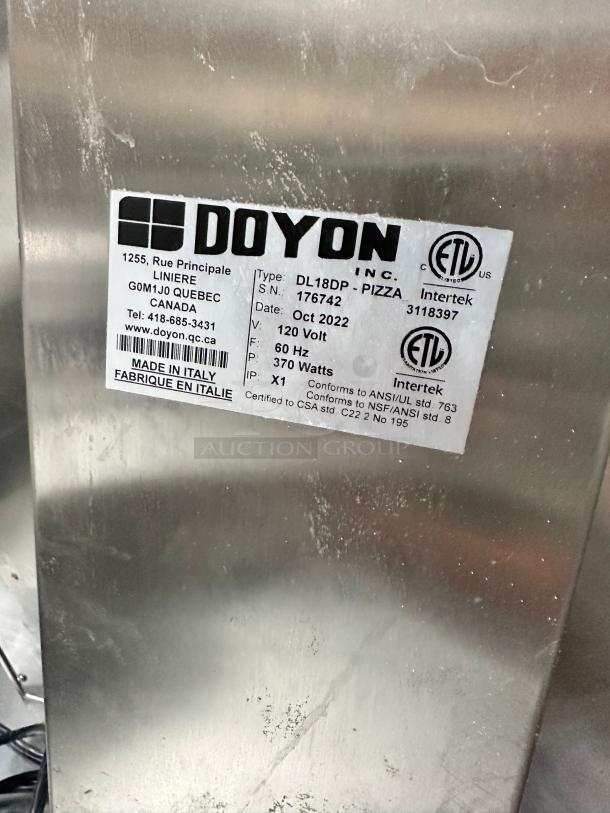 DOYON
INC.
1255, Rue Principale
LINIERE
G0M1J0 QUEBEC
CANADA
Tel: 418-685-3431
www.doyon.qc.ca
MADE IN ITALY
FABRIQUE EN ITALIE
Type: DL18DP - PIZZA
S.N.: 176742
Date: Oct 2022
V: 120 Volt
F: 60 Hz
P: 370 Watts
IP: X1
C ETL US
Intertek
3118397
ETL
Intertek
Conforms to ANSI/UL std. 763
Conforms to NSF/ANSI std. 8
Certified to CSA std. C22 2 No 195
AUCTION GROUP